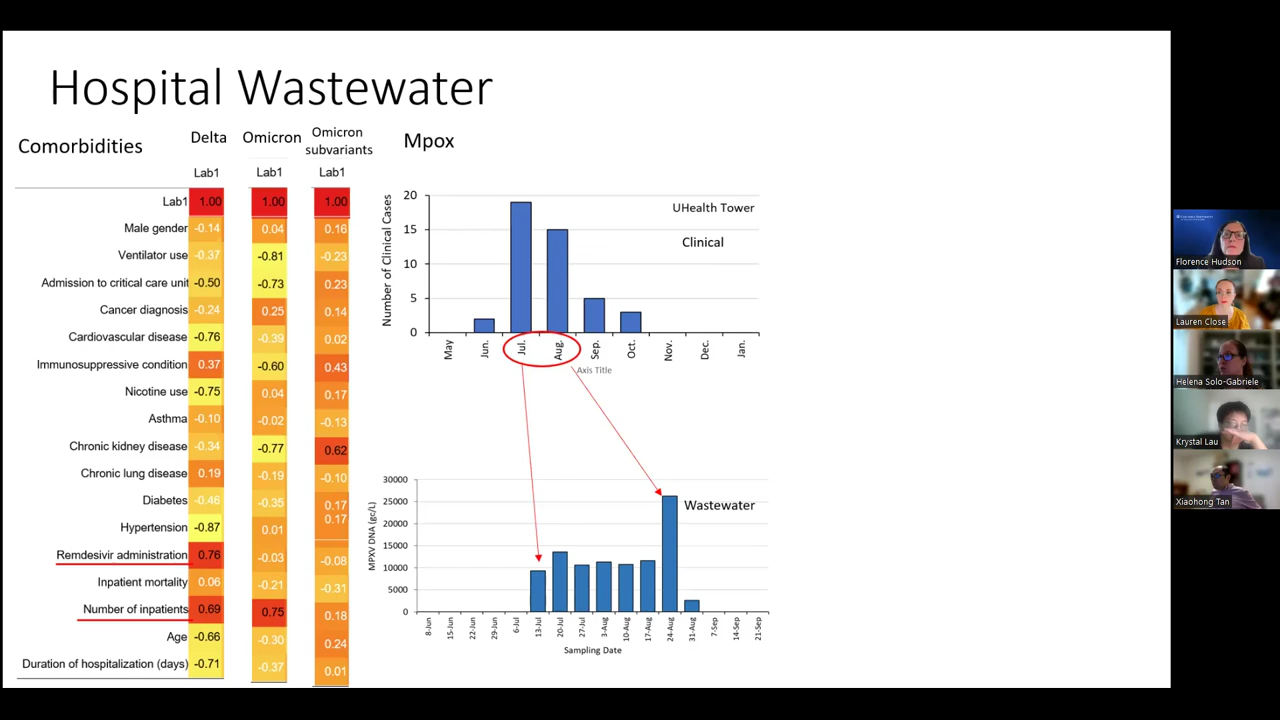 Hospital Wastewater
Comorbidities
Delta
Omicron
Omicron
subvariants
Lab1
Lab1
Lab1
Lab1 1.00 1.00 1.00
Male gender -0.14 0.04 0.16
Ventilator use -0.37 -0.81 -0.23
Admission to critical care unit -0.50 -0.73 0.23
Cancer diagnosis -0.24 0.25 0.14
Cardiovascular disease -0.76 -0.39 0.02
Immunosuppressive condition 0.37 -0.60 0.43
Nicotine use -0.75 0.04 0.17
Asthma -0.10 -0.02 -0.13
Chronic kidney disease -0.34 -0.77 0.62
Chronic lung disease 0.19 -0.19 -0.10
Diabetes -0.46 -0.35 0.17
Hypertension -0.87 0.01 0.17
Remdesivir administration 0.76 -0.03 -0.08
Inpatient mortality 0.06 -0.21 -0.31
Number of inpatients 0.69 0.75 0.18
Age -0.66 -0.30 0.24
Duration of hospitalization (days) -0.71 -0.37 0.01
Mpox
Number of Clinical Cases
20
15
10
5
0
UHealth Tower
Clinical
May Jun. Jul. Aug. Sep. Oct. Nov. Dec. Jan.
Axis Title
MPXV DNA (gc/L)
30000
25000
20000
15000
10000
5000
0
Wastewater
8-Jun 15-Jun 22-Jun 29-Jun 6-Jul 13-Jul 20-Jul 27-Jul 3-Aug 10-Aug 17-Aug 24-Aug 31-Aug 7-Sep 14-Sep 21-Sep
Sampling Date
Florence Hudson
Lauren Close
Helena Solo-Gabriele
Krystal Lau
Xiaohong Tan